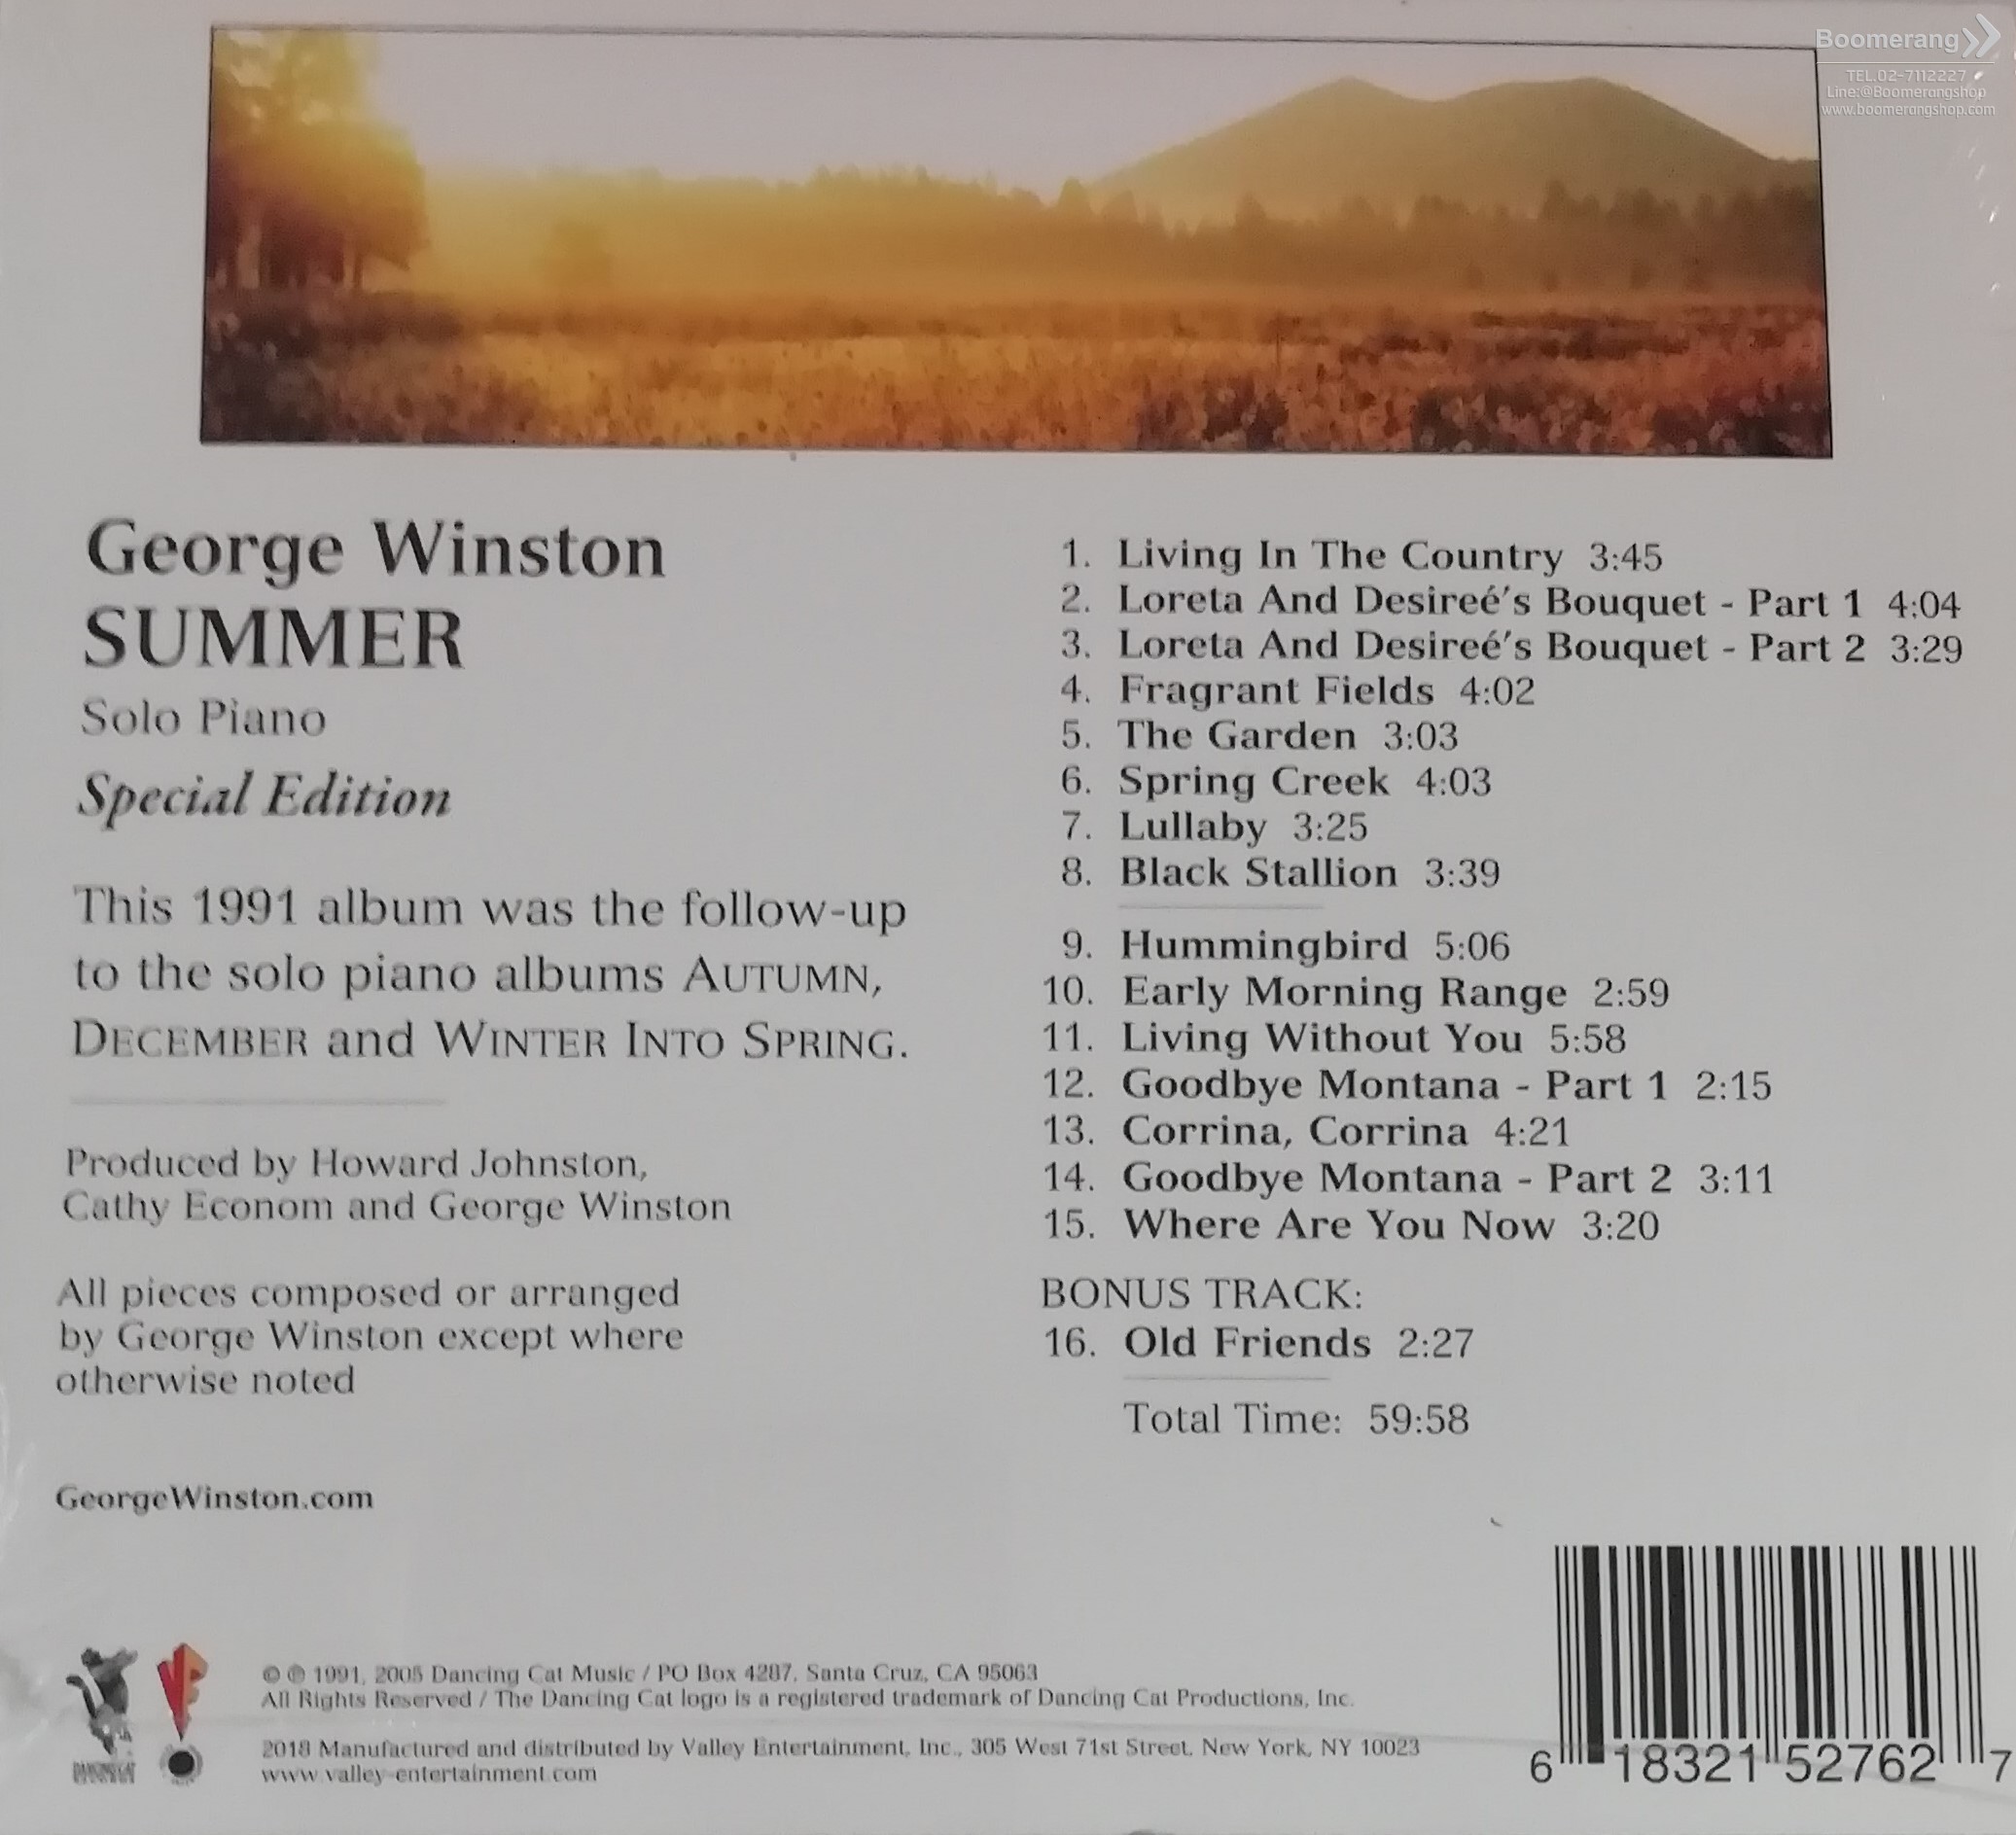 Boomerang
TEL.02-7112227
Line:@Boomerangshop
www.boomerangshop.com
George Winston
SUMMER
Solo Piano
Special Edition
This 1991 album was the follow-up
to the solo piano albums AUTUMN,
DECEMBER and WINTER INTO SPRING.
Produced by Howard Johnston,
Cathy Econom and George Winston
All pieces composed or arranged
by George Winston except where
otherwise noted
GeorgeWinston.com
1. Living In The Country 3:45
2. Loreta And Desireé's Bouquet - Part 1 4:04
3. Loreta And Desireé's Bouquet - Part 2 3:29
4. Fragrant Fields 4:02
5. The Garden 3:03
6. Spring Creek 4:03
7. Lullaby 3:25
8. Black Stallion 3:39
9. Hummingbird 5:06
10. Early Morning Range 2:59
11. Living Without You 5:58
12. Goodbye Montana - Part 1 2:15
13. Corrina, Corrina 4:21
14. Goodbye Montana - Part 2 3:11
15. Where Are You Now 3:20
BONUS TRACK:
16. Old Friends 2:27
Total Time: 59:58
© ℗ 1991, 2005 Dancing Cat Music / PO Box 4287, Santa Cruz, CA 95063
All Rights Reserved / The Dancing Cat logo is a registered trademark of Dancing Cat Productions, Inc.
2018 Manufactured and distributed by Valley Entertainment, Inc., 305 West 71st Street, New York, NY 10023
www.valley-entertainment.com
6 18321 52762 7